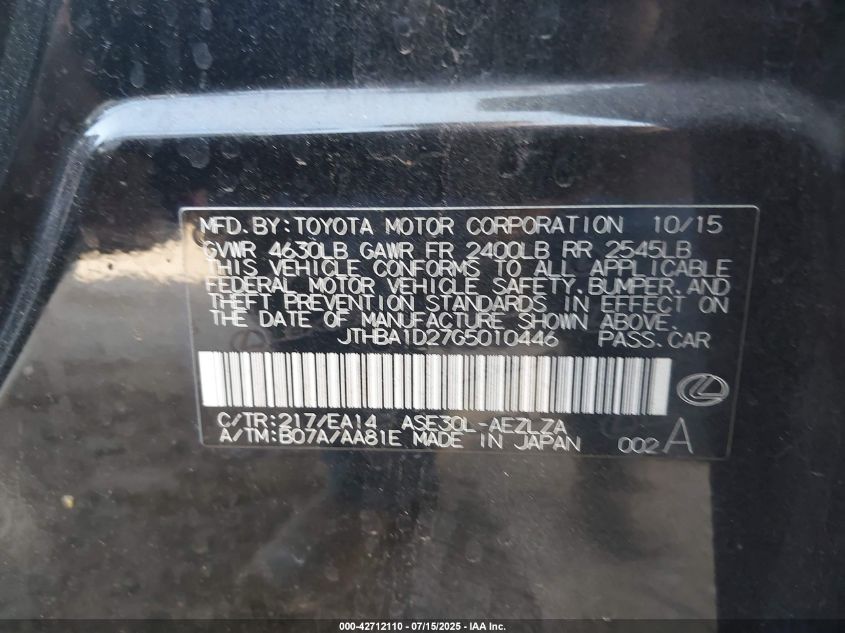 MFD.BY:TOYOTA MOTOR CORPORATION 10/15
GVWR 4630LB GAWR FR 2400LB RR 2545LB
THIS VEHICLE CONFORMS TO ALL APPLICABLE
FEDERAL MOTOR VEHICLE SAFETY, BUMPER, AND
THEFT PREVENTION STANDARDS IN EFFECT ON
THE DATE OF MANUFACTURE SHOWN ABOVE.
JTHBA1D27G5010446 PASS.CAR
C/TR:217/EA14 ASE30L-AEZLZA
A/TM:B07A/AA81E MADE IN JAPAN 002 A
000-42712110 - 07/15/2025 - IAA Inc.